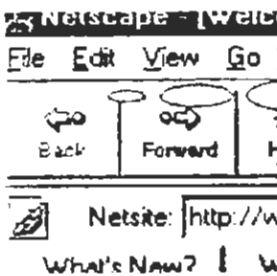 Netscape - [Welc
File Edit View Go
Back Forward H
Netsite: http://w
What's New? W